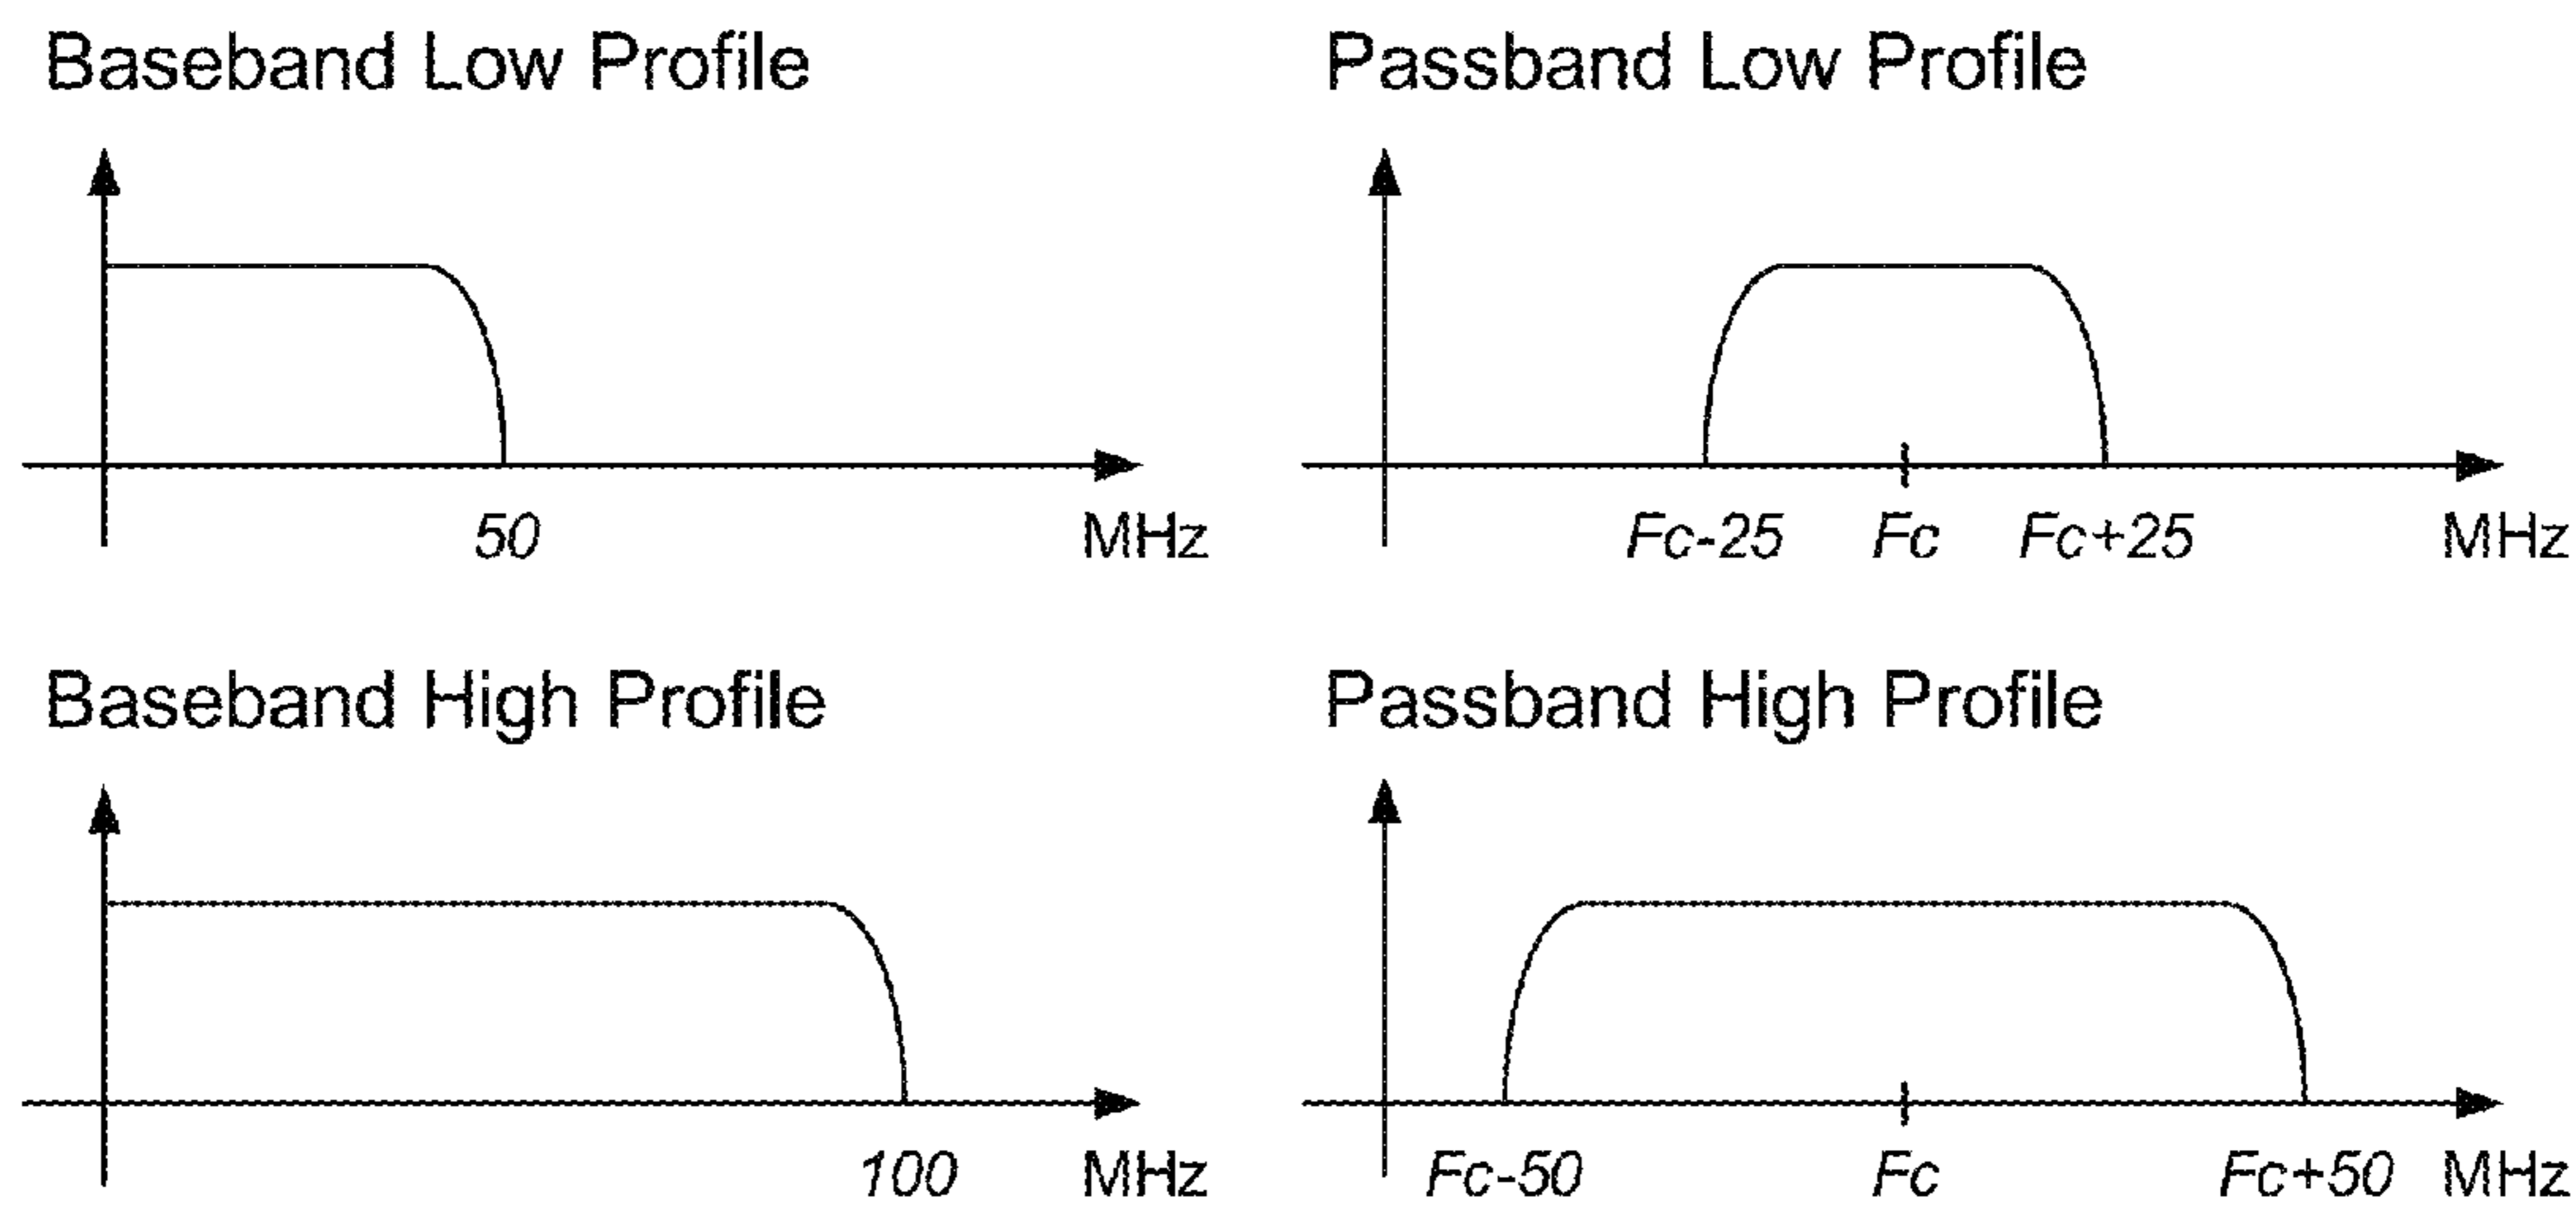 Baseband Low Profile
50
MHz
Passband Low Profile
Fc-25
Fc
Fc+25
MHz
Baseband High Profile
100
MHz
Passband High Profile
Fc-50
Fc
Fc+50
MHz